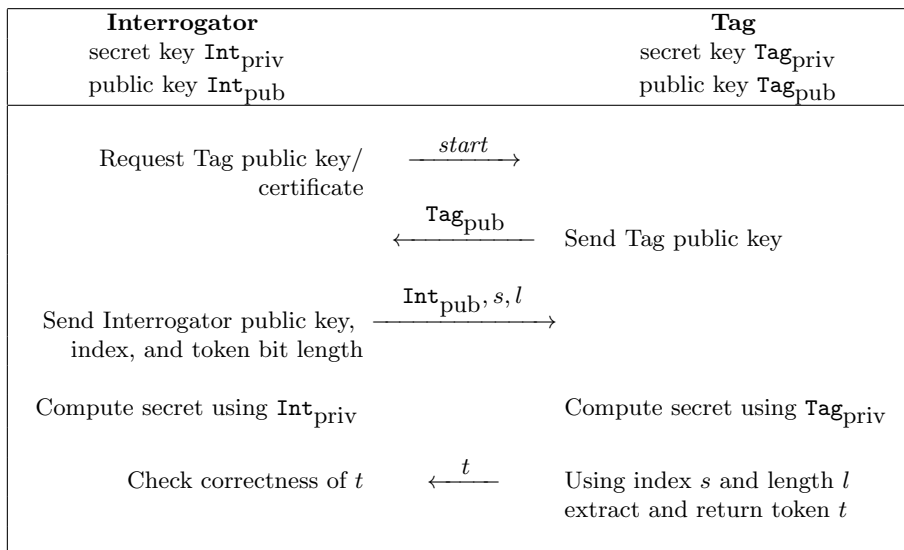 Interrogator Tag
secret key Int_priv secret key Tag_priv
public key Int_pub public key Tag_pub
start
Request Tag public key/
certificate
Tag_pub
Send Tag public key
Int_pub, s, l
Send Interrogator public key,
index, and token bit length
Compute secret using Int_priv Compute secret using Tag_priv
t
Check correctness of t Using index s and length l
extract and return token t